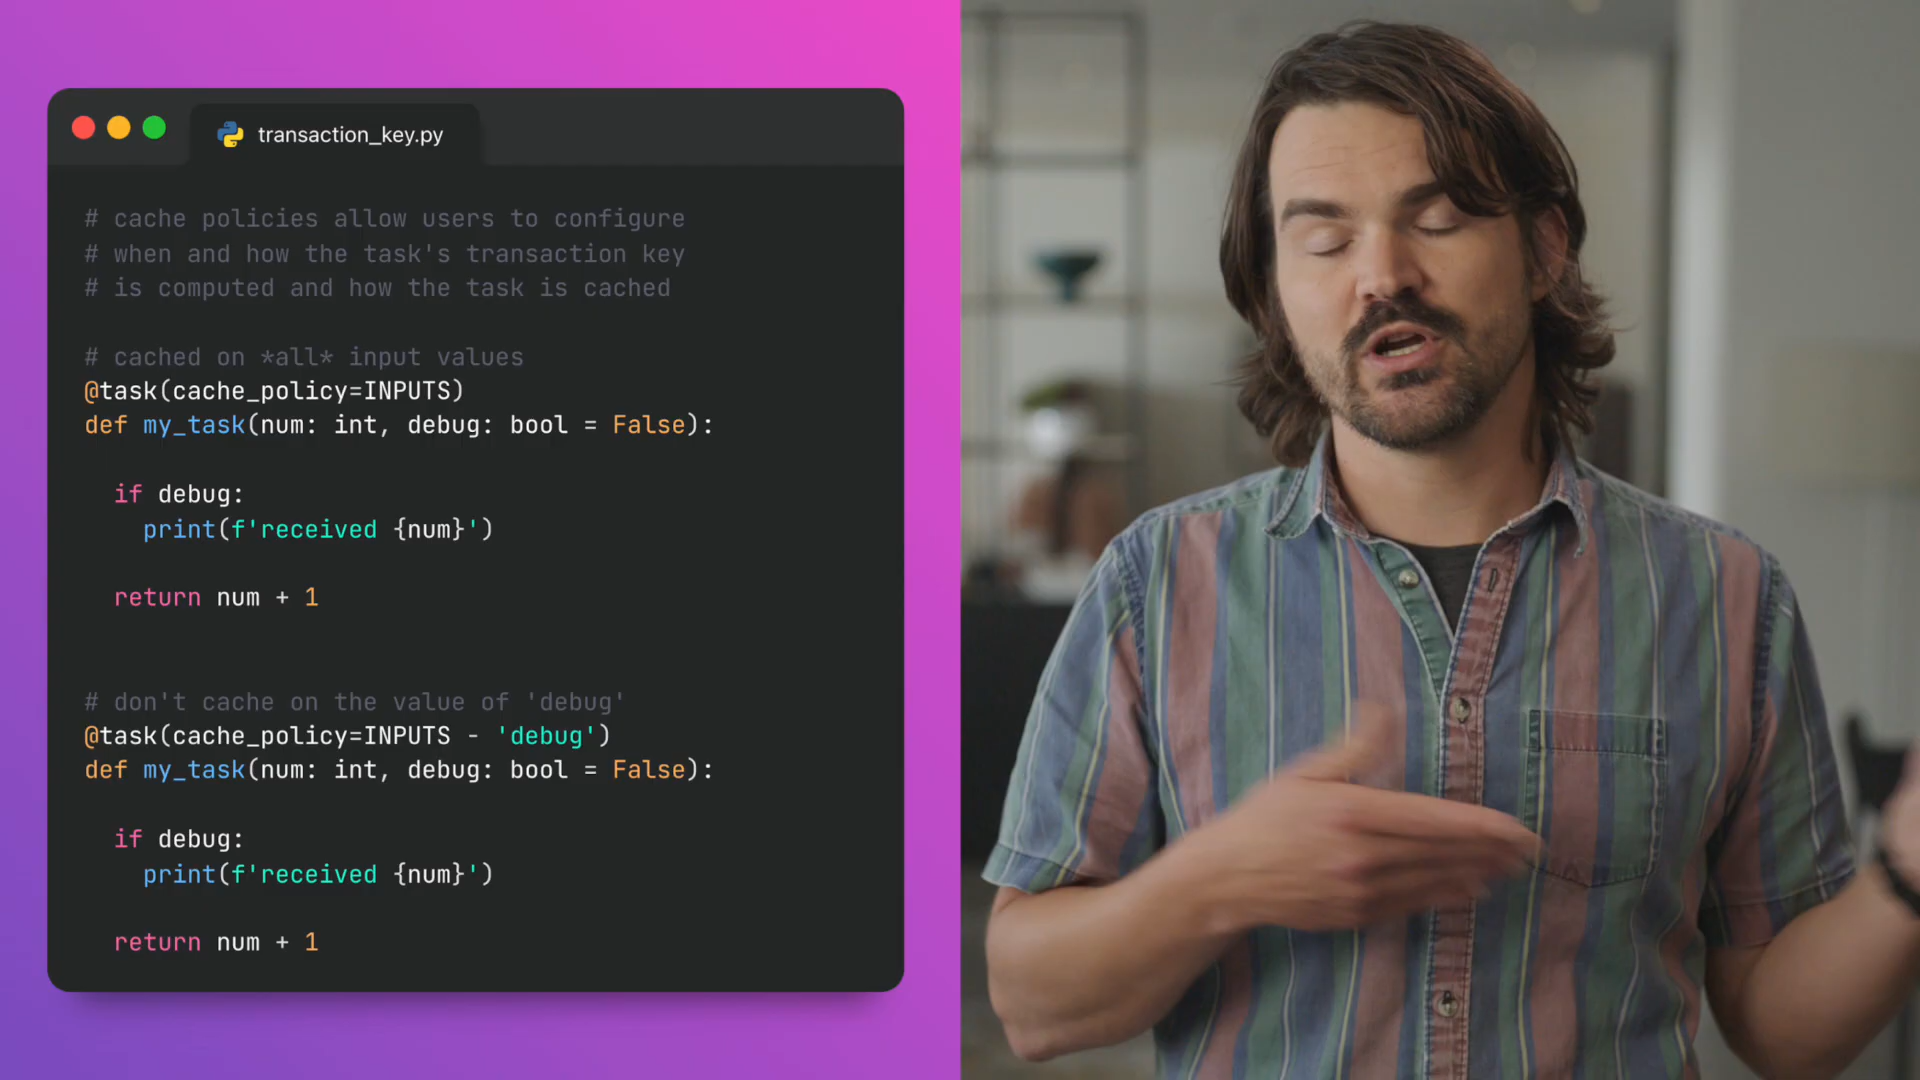 transaction_key.py
# cache policies allow users to configure
# when and how the task's transaction key
# is computed and how the task is cached
# cached on *all* input values
@task(cache_policy=INPUTS)
def my_task(num: int, debug: bool = False):
if debug:
print(f'received {num}')
return num + 1
# don't cache on the value of 'debug'
@task(cache_policy=INPUTS - 'debug')
def my_task(num: int, debug: bool = False):
if debug:
print(f'received {num}')
return num + 1